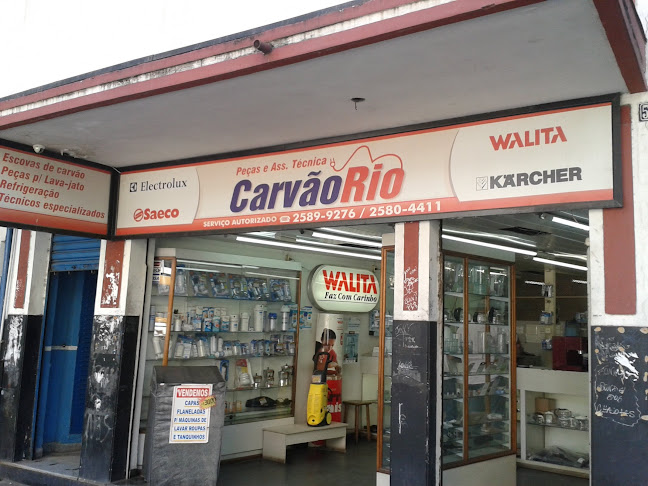 Escovas de carvão
Peças p/ Lava-jato
Refrigeração
Técnicos especializados
Electrolux
Saeco
Peças e Ass. Técnica
CarvãoRio
SERVIÇO AUTORIZADO ☎ 2589-9276 / 2580-4411
WALITA
KÄRCHER
WALITA
Faz Com Carinho
VENDEMOS
CAPAS
FLANELADAS
P/ MÁQUINAS DE
LAVAR ROUPAS
E TANQUINHOS